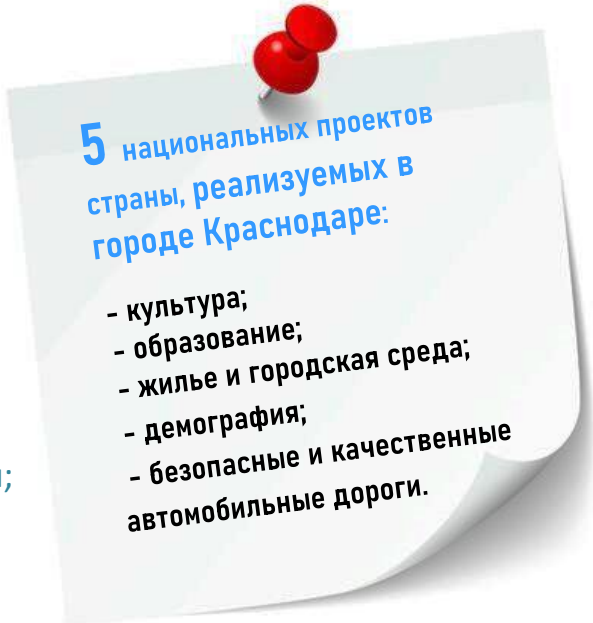 5 национальных проектов
страны, реализуемых в
городе Краснодаре:
- культура;
- образование;
- жилье и городская среда;
- демография;
- безопасные и качественные
автомобильные дороги.